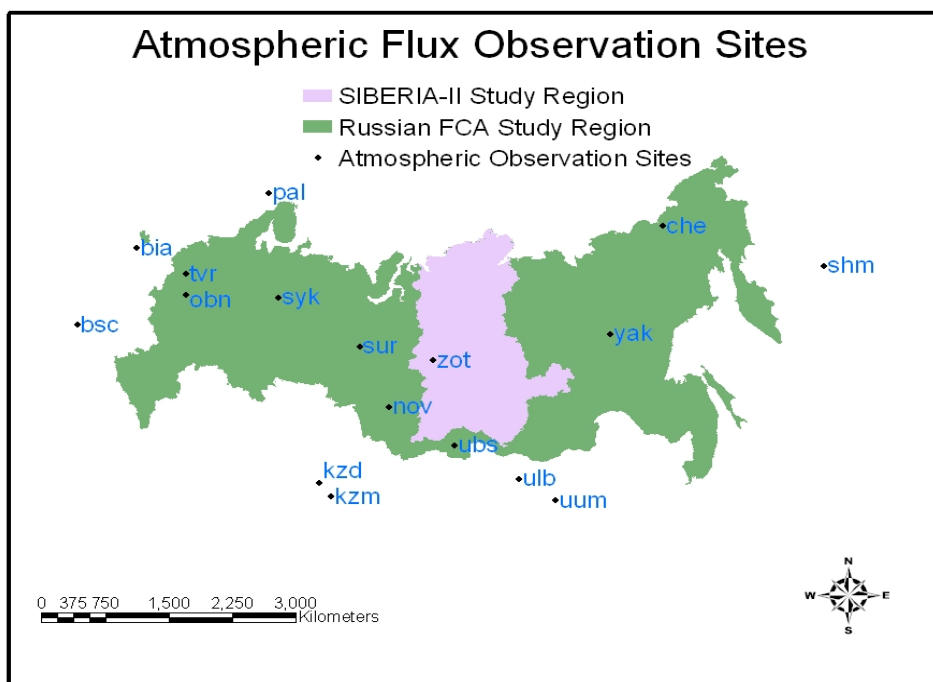 Atmospheric Flux Observation Sites
SIBERIA-II Study Region
Russian FCA Study Region
Atmospheric Observation Sites
pal
che
bia
shm
tvr
obn
syk
bsc
yak
sur
zot
nov
ubs
kzd
ulb
kzm
uum
N
W E
S
0 375 750 1,500 2,250 3,000
Kilometers